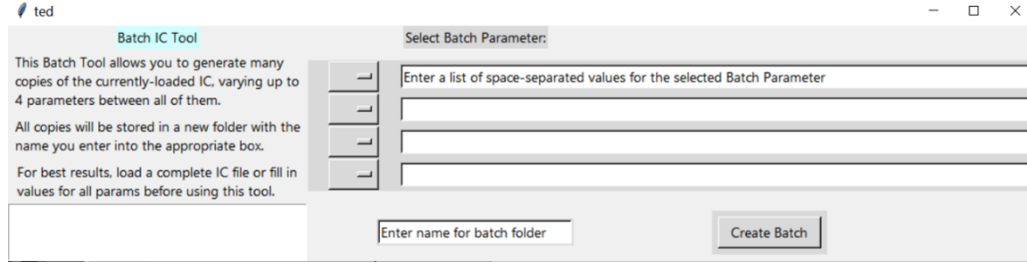 ted
Batch IC Tool
This Batch Tool allows you to generate many
copies of the currently-loaded IC, varying up to
4 parameters between all of them.
All copies will be stored in a new folder with the
name you enter into the appropriate box.
For best results, load a complete IC file or fill in
values for all params before using this tool.
Select Batch Parameter:
Enter a list of space-separated values for the selected Batch Parameter
Enter name for batch folder
Create Batch